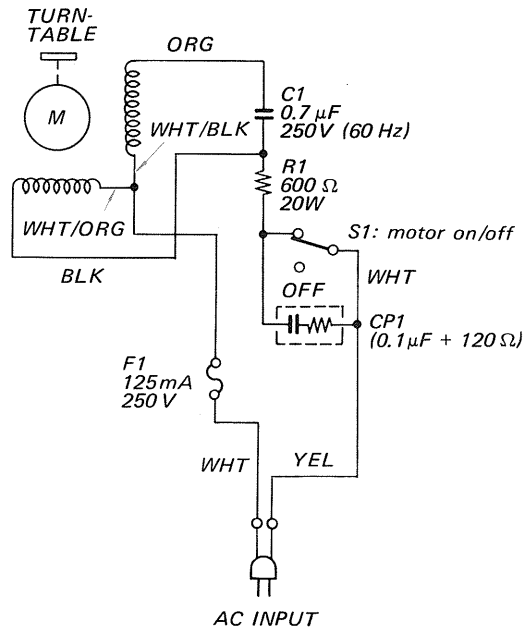 TURN-
TABLE
M
ORG
C1
0.7 µF
250V (60 Hz)
WHT/BLK
R1
600 Ω
20W
WHT/ORG
BLK
S1: motor on/off
WHT
OFF
CP1
(0.1µF + 120 Ω)
F1
125mA
250 V
WHT
YEL
AC INPUT